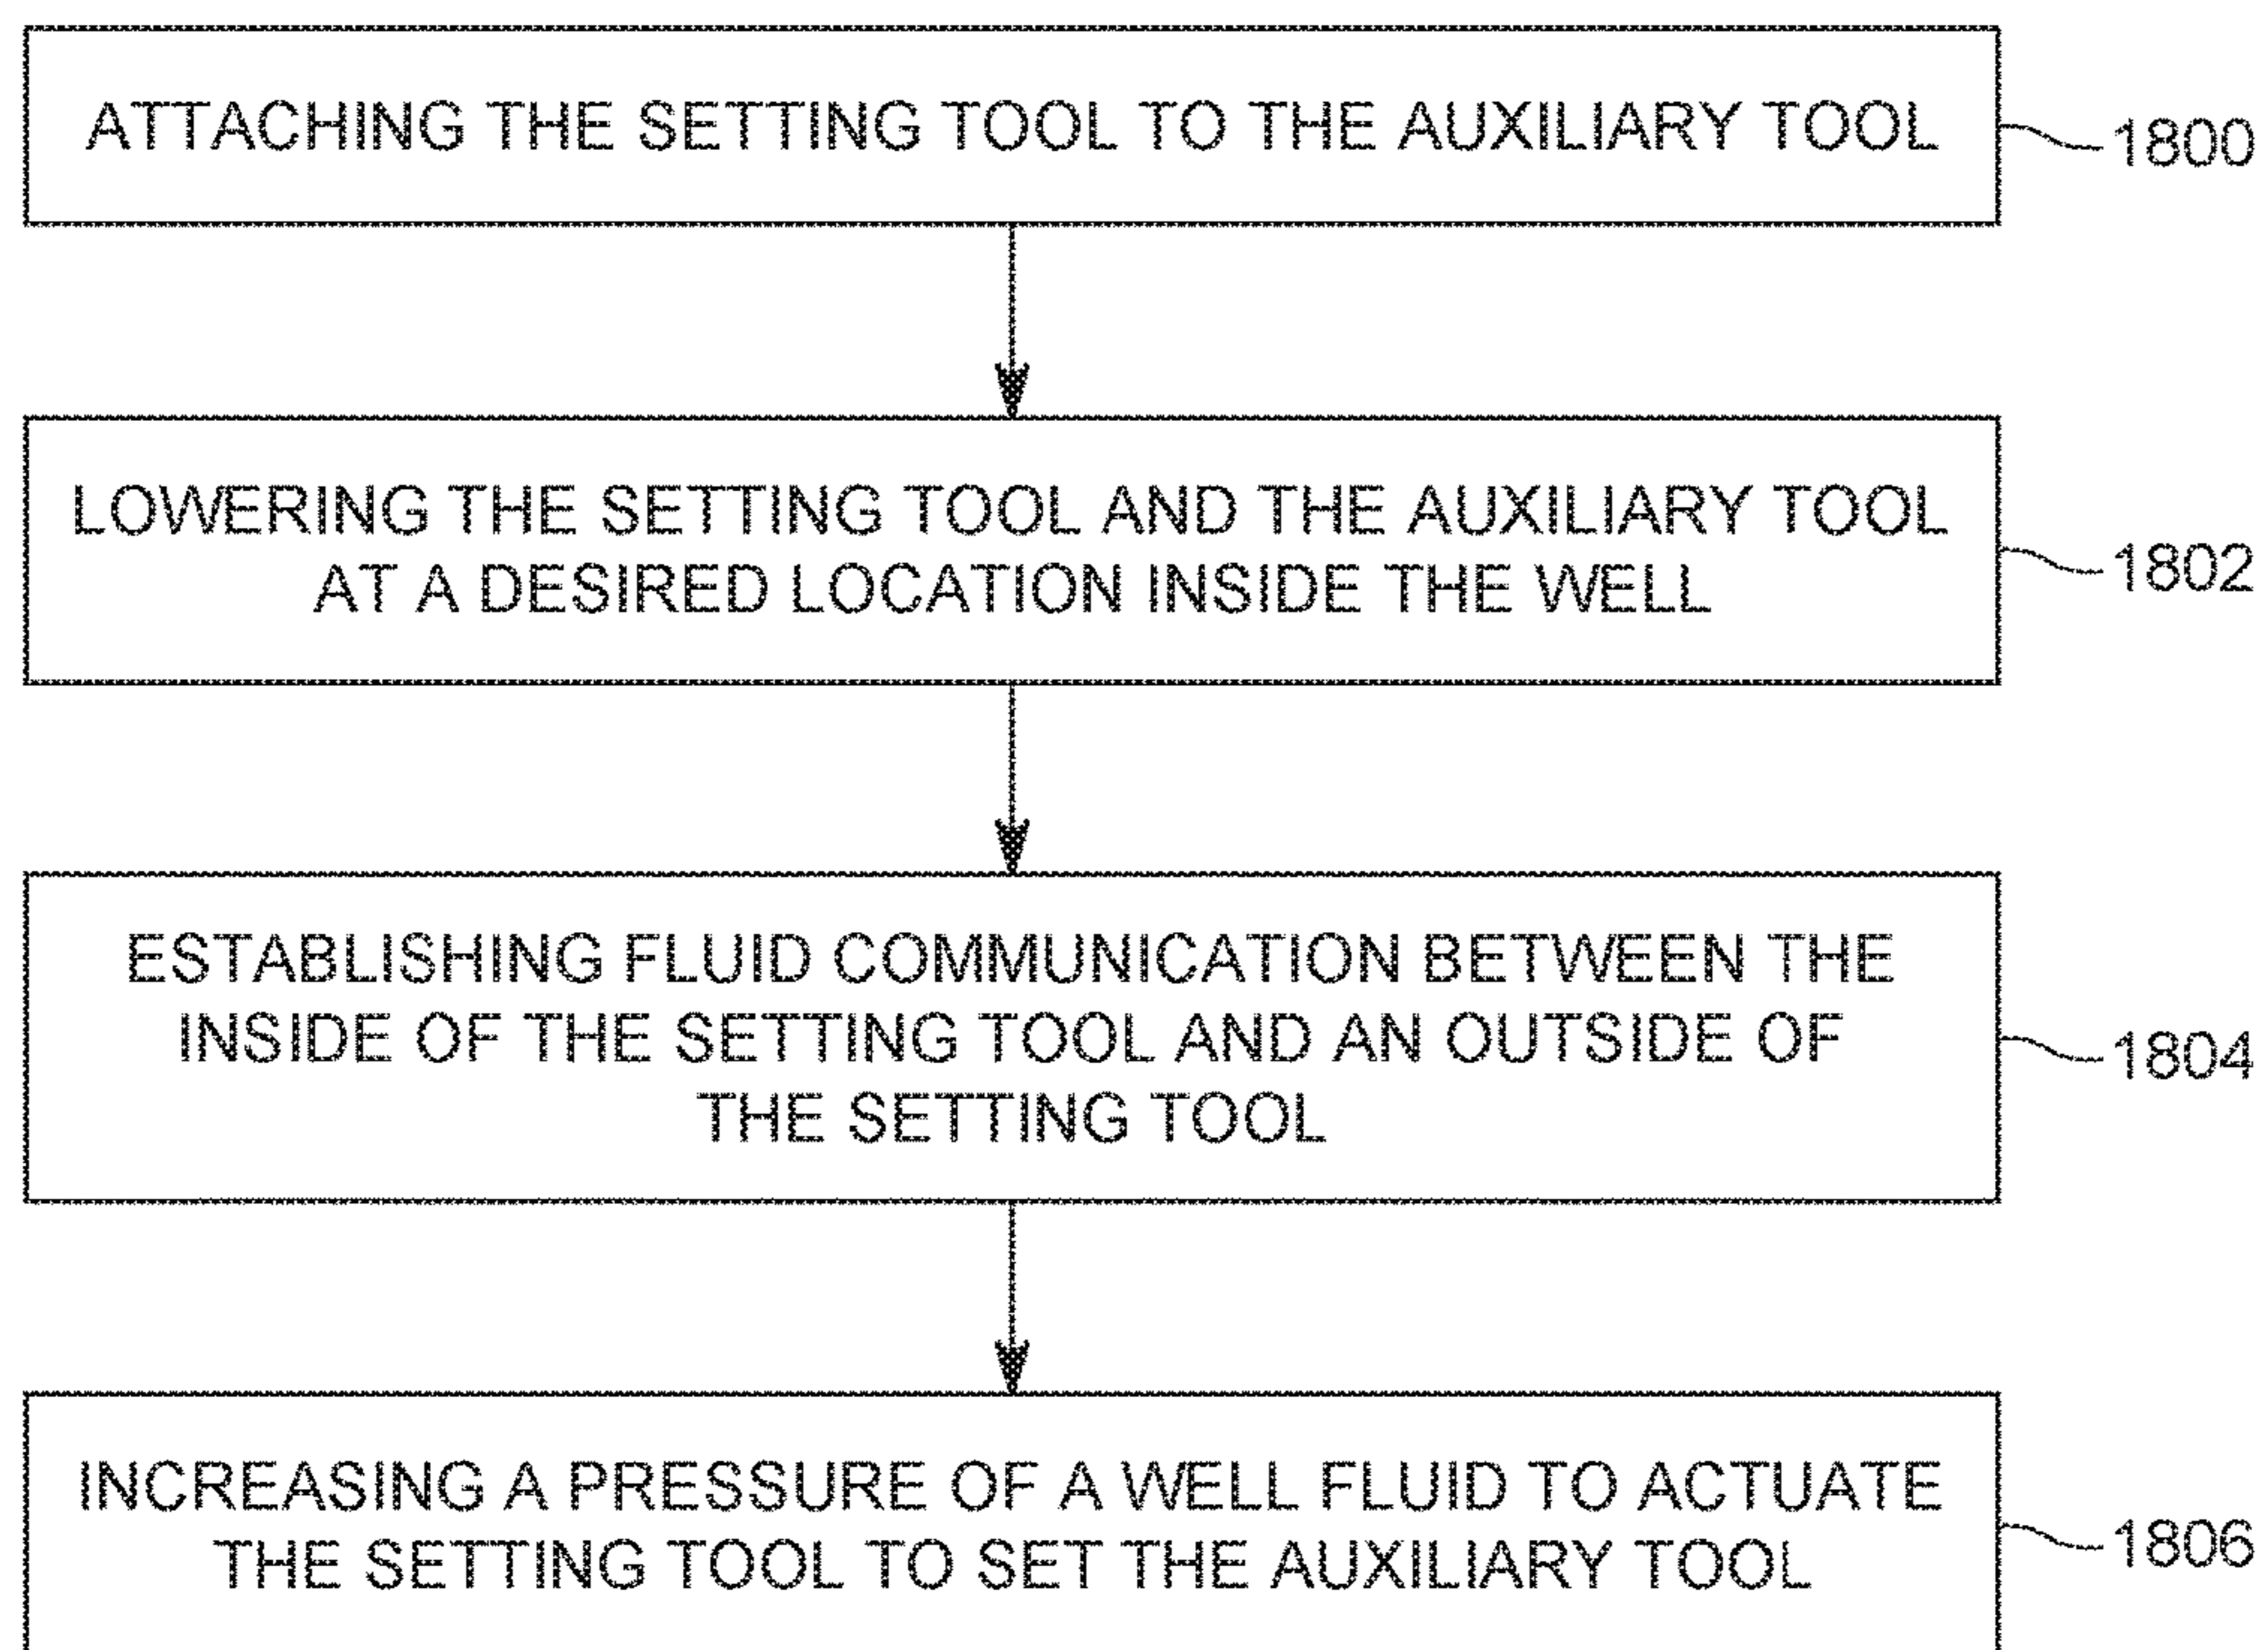 ATTACHING THE SETTING TOOL TO THE AUXILIARY TOOL
1800
LOWERING THE SETTING TOOL AND THE AUXILIARY TOOL
AT A DESIRED LOCATION INSIDE THE WELL
1802
ESTABLISHING FLUID COMMUNICATION BETWEEN THE
INSIDE OF THE SETTING TOOL AND AN OUTSIDE OF
THE SETTING TOOL
1804
INCREASING A PRESSURE OF A WELL FLUID TO ACTUATE
THE SETTING TOOL TO SET THE AUXILIARY TOOL
1806